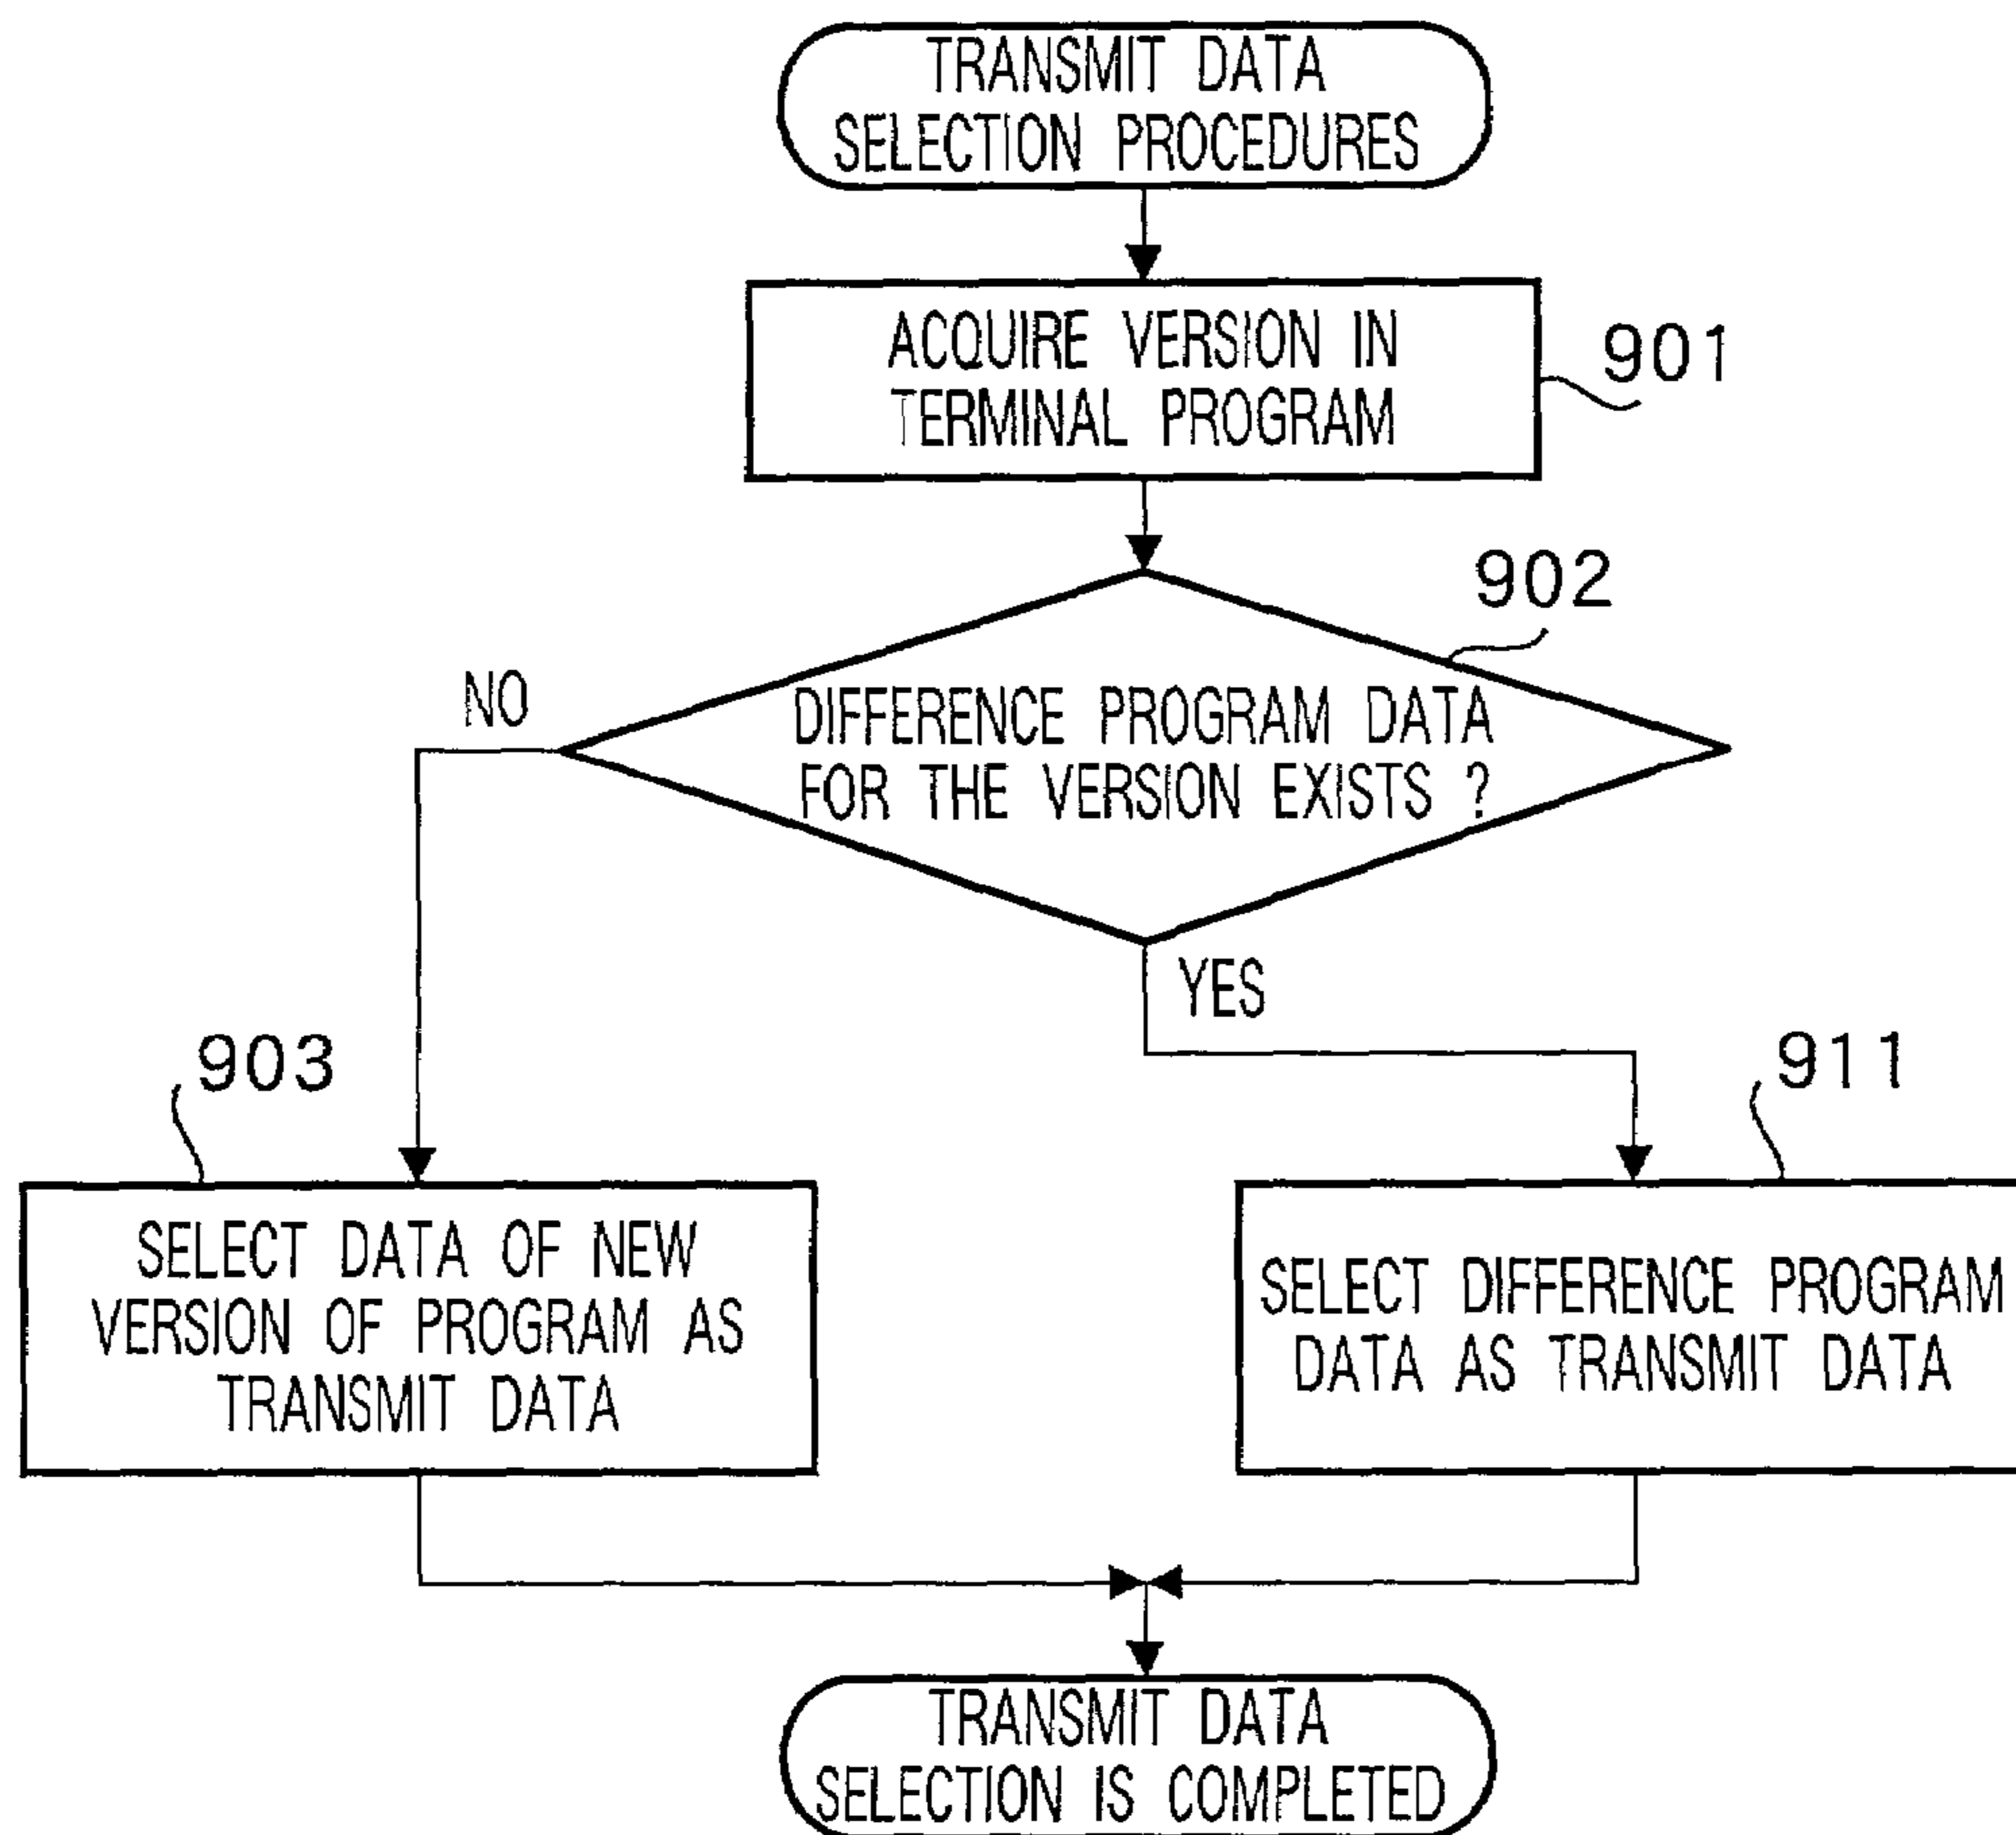 TRANSMIT DATA
SELECTION PROCEDURES
ACQUIRE VERSION IN
TERMINAL PROGRAM
901
902
NO
DIFFERENCE PROGRAM DATA
FOR THE VERSION EXISTS ?
YES
903
911
SELECT DATA OF NEW
VERSION OF PROGRAM AS
TRANSMIT DATA
SELECT DIFFERENCE PROGRAM
DATA AS TRANSMIT DATA
TRANSMIT DATA
SELECTION IS COMPLETED